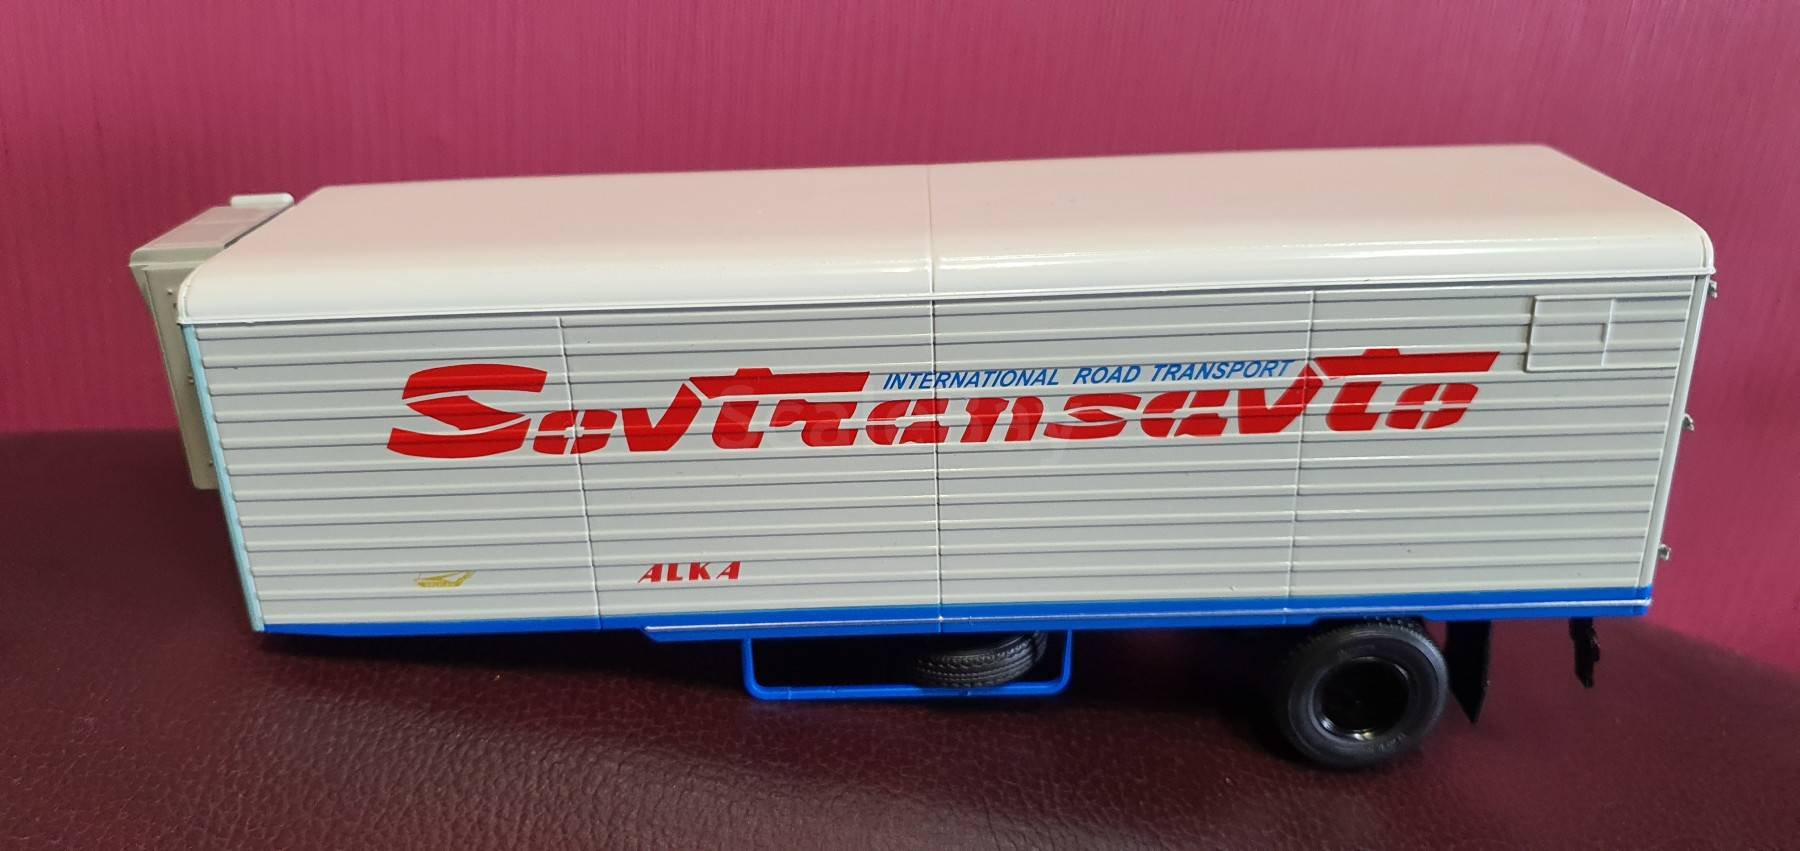 Sovtransavto
INTERNATIONAL ROAD TRANSPORT
ALKA